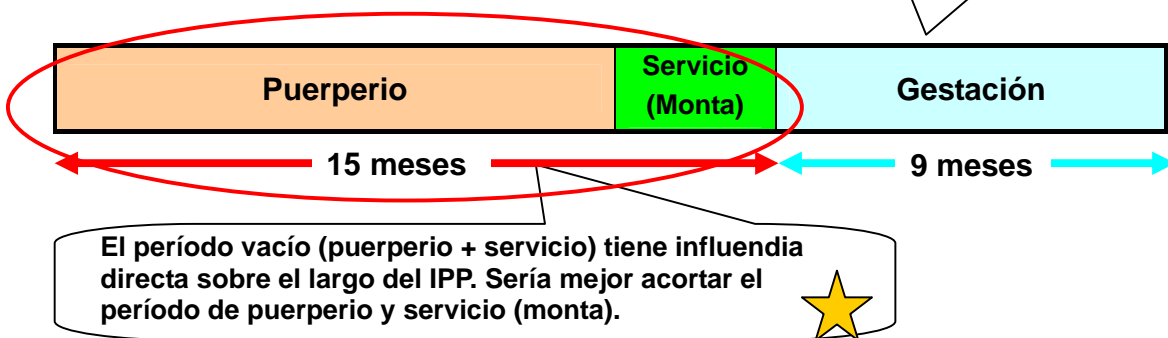 Puerperio
Servicio
(Monta)
Gestación
15 meses
9 meses
El período vacío (puerperio + servicio) tiene influendia
directa sobre el largo del IPP. Sería mejor acortar el
período de puerperio y servicio (monta).